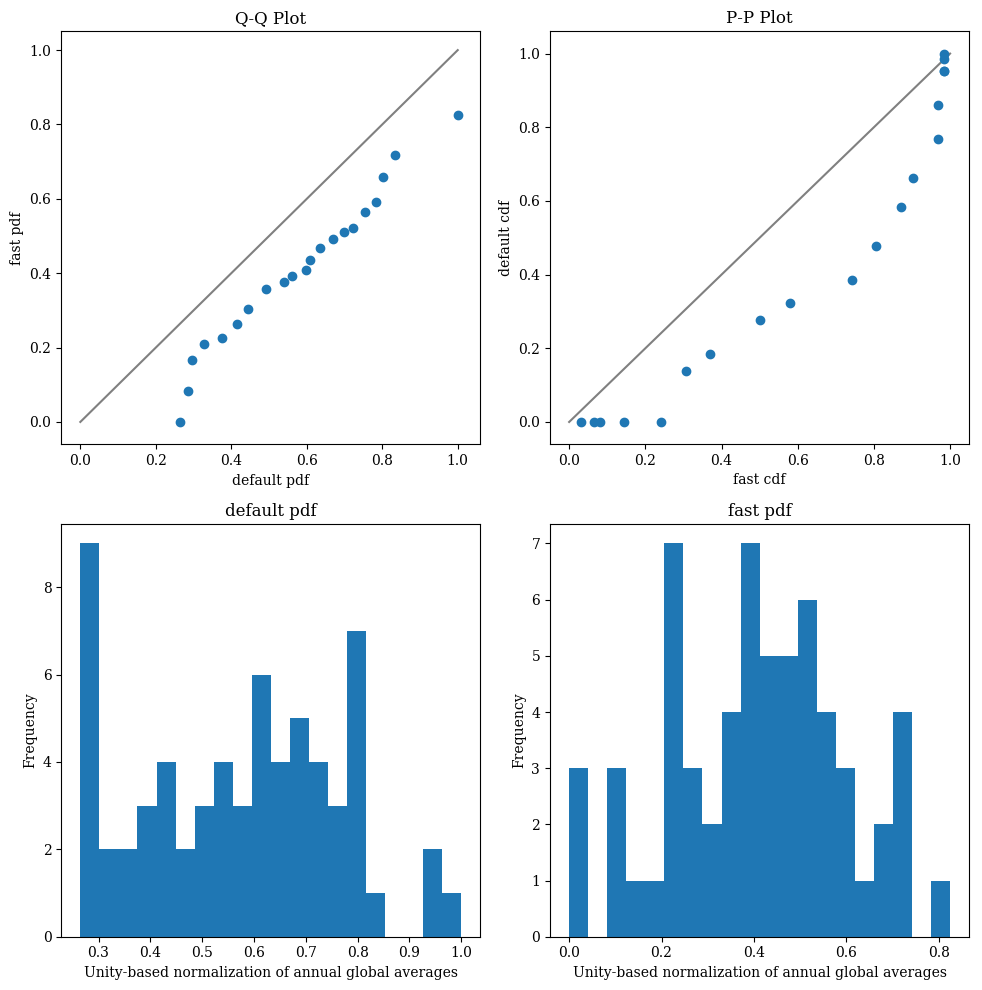 Q-Q Plot
1.0
0.8
0.6
0.4
0.2
0.0
fast pdf
0.0 0.2 0.4 0.6 0.8 1.0
default pdf
P-P Plot
1.0
0.8
0.6
0.4
0.2
0.0
default cdf
0.0 0.2 0.4 0.6 0.8 1.0
fast cdf
default pdf
8
6
4
2
0
Frequency
0.3 0.4 0.5 0.6 0.7 0.8 0.9 1.0
Unity-based normalization of annual global averages
fast pdf
7
6
5
4
3
2
1
0
Frequency
0.0 0.2 0.4 0.6 0.8
Unity-based normalization of annual global averages